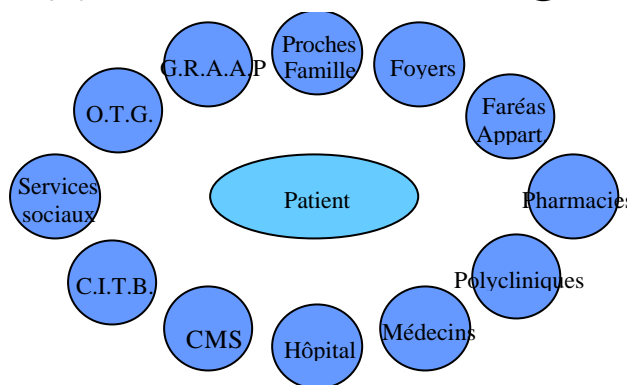 Proches
Famille
G.R.A.A.P
Foyers
O.T.G.
Faréas
Appart.
Services
sociaux
Patient
Pharmacies
C.I.T.B.
Polycliniques
CMS
Hôpital
Médecins